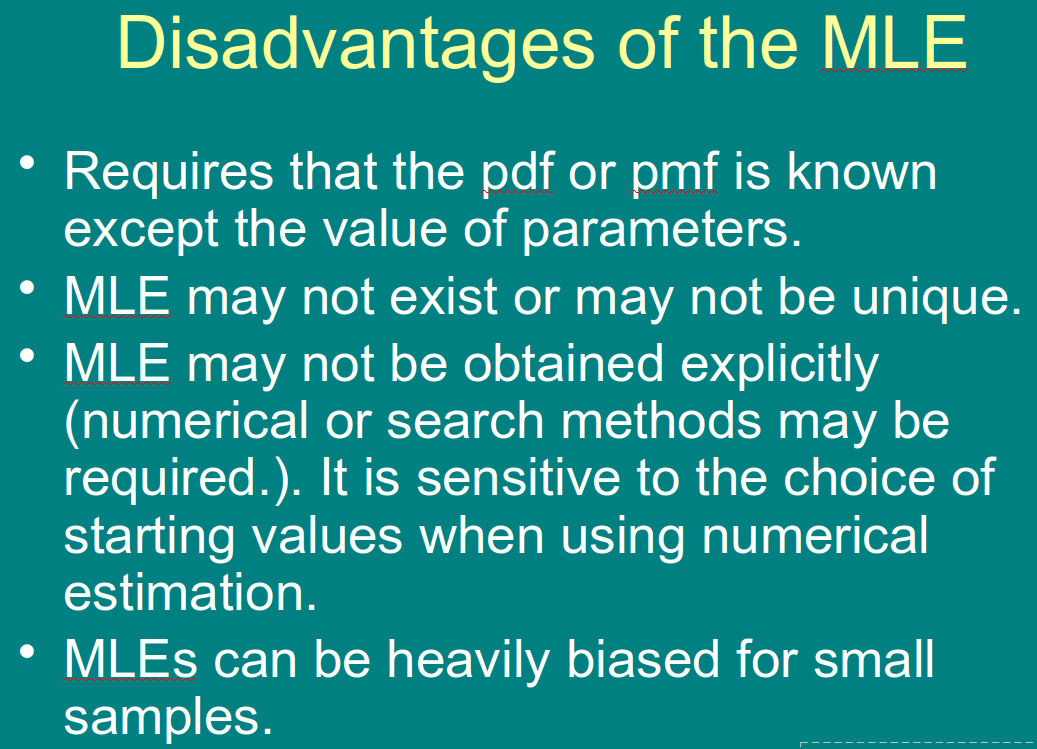 Disadvantages of the MLE
• Requires that the pdf or pmf is known
except the value of parameters.
• MLE may not exist or may not be unique.
• MLE may not be obtained explicitly
(numerical or search methods may be
required.). It is sensitive to the choice of
starting values when using numerical
estimation.
• MLEs can be heavily biased for small
samples.